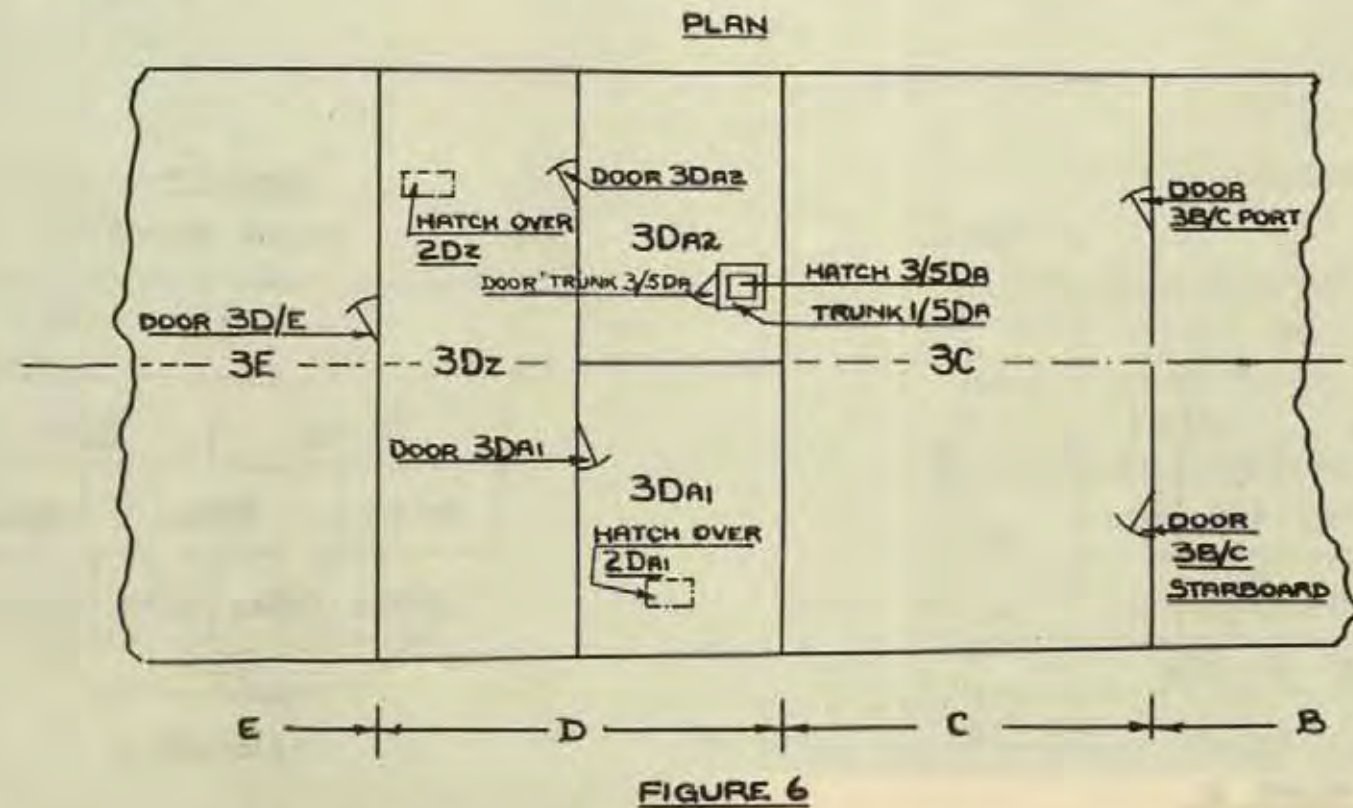 PLAN
DOOR 3DA2
HATCH OVER
2DZ
DOOR
3B/C PORT
3DA2
DOOR TRUNK 3/5DA
HATCH 3/5DA
TRUNK 1/5DA
DOOR 3D/E
3E
3DZ
3C
DOOR 3DA1
3DA1
HATCH OVER
2DA1
DOOR
3B/C
STARBOARD
E
D
C
B
FIGURE 6